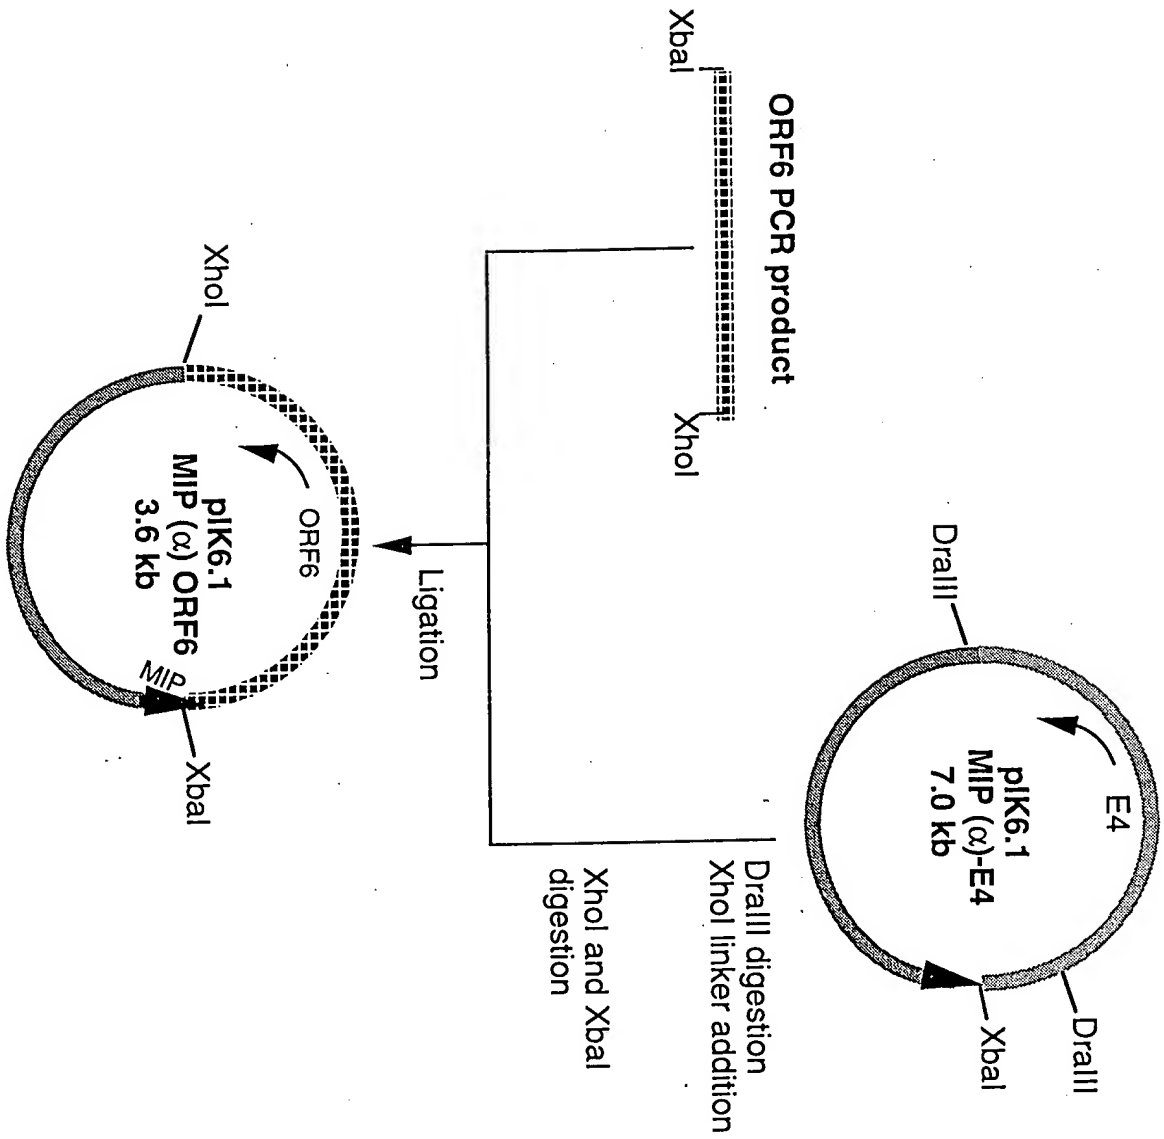 E4
DraIII
pIK6.1
MIP (α)-E4
7.0 kb
XbaI
DraIII
ORF6 PCR product
DraIII digestion
XhoI linker addition
XbaI
XhoI
XhoI and XbaI
digestion
Ligation
ORF6
XhoI
pIK6.1
MIP (α) ORF6
3.6 kb
MIP
XbaI